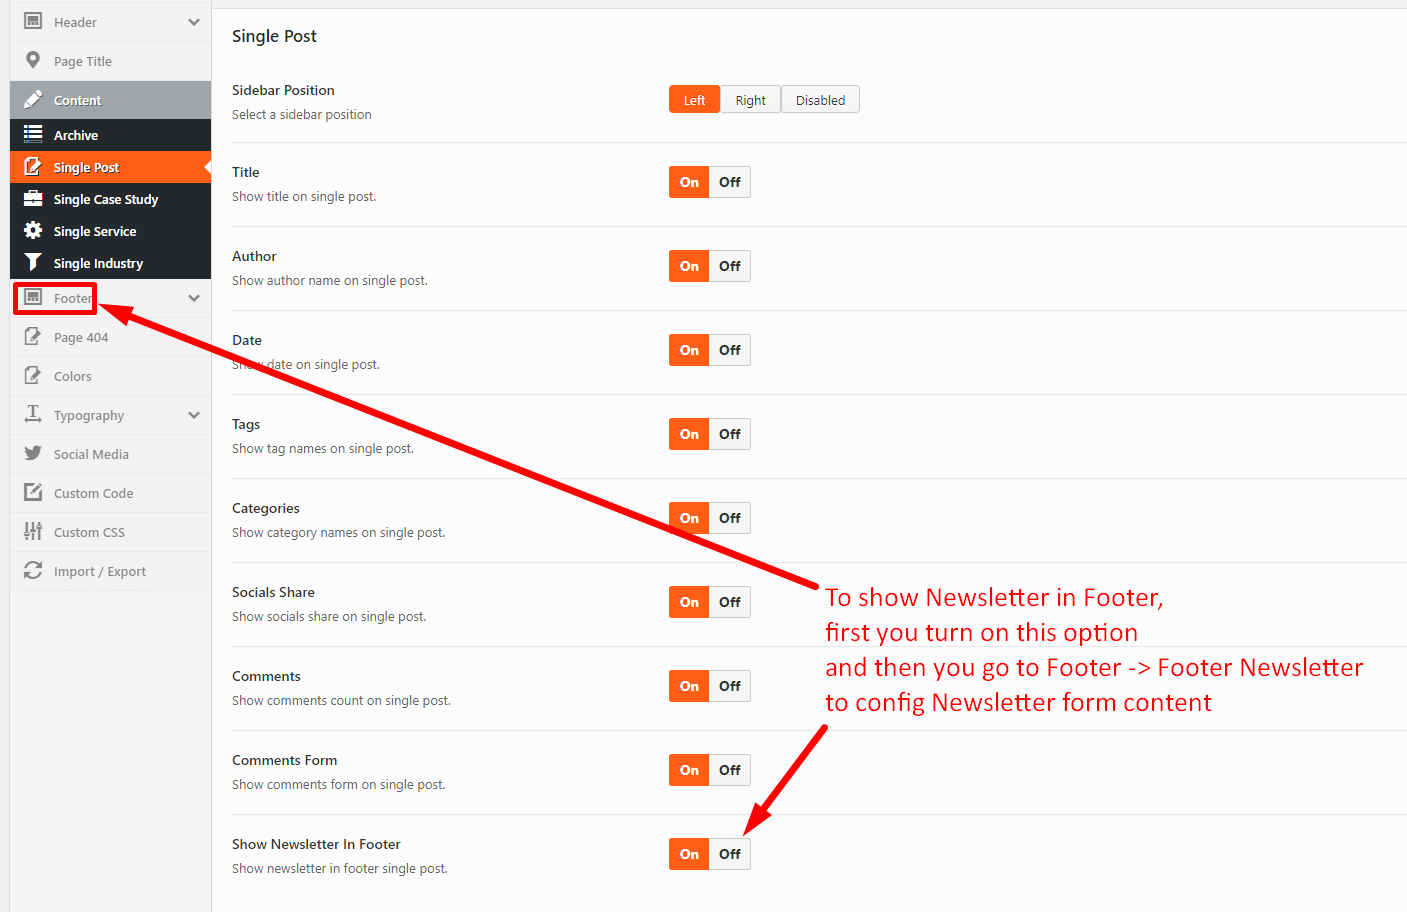 Header
Page Title
Content
Archive
Single Post
Single Case Study
Single Service
Single Industry
Footer
Page 404
Colors
Typography
Social Media
Custom Code
Custom CSS
Import / Export
Single Post
Sidebar Position
Select a sidebar position
Left Right Disabled
Title
Show title on single post.
On Off
Author
Show author name on single post.
On Off
Date
Show date on single post.
On Off
Tags
Show tag names on single post.
On Off
Categories
Show category names on single post.
On Off
Socials Share
Show socials share on single post.
On Off
Comments
Show comments count on single post.
On Off
Comments Form
Show comments form on single post.
On Off
Show Newsletter In Footer
Show newsletter in footer single post.
On Off
To show Newsletter in Footer,
first you turn on this option
and then you go to Footer -> Footer Newsletter
to config Newsletter form content